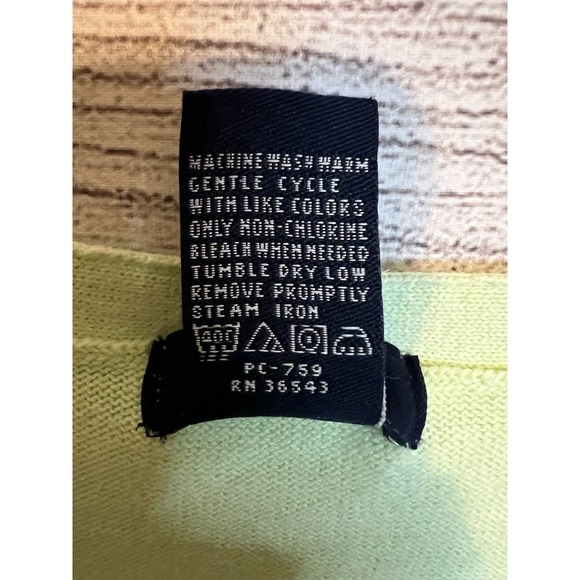 MACHINE WASH WARM
GENTLE CYCLE
WITH LIKE COLORS
ONLY NON-CHLORINE
BLEACH WHEN NEEDED
TUMBLE DRY LOW
REMOVE PROMPTLY
STEAM IRON
40C
PC-759
RN 36543